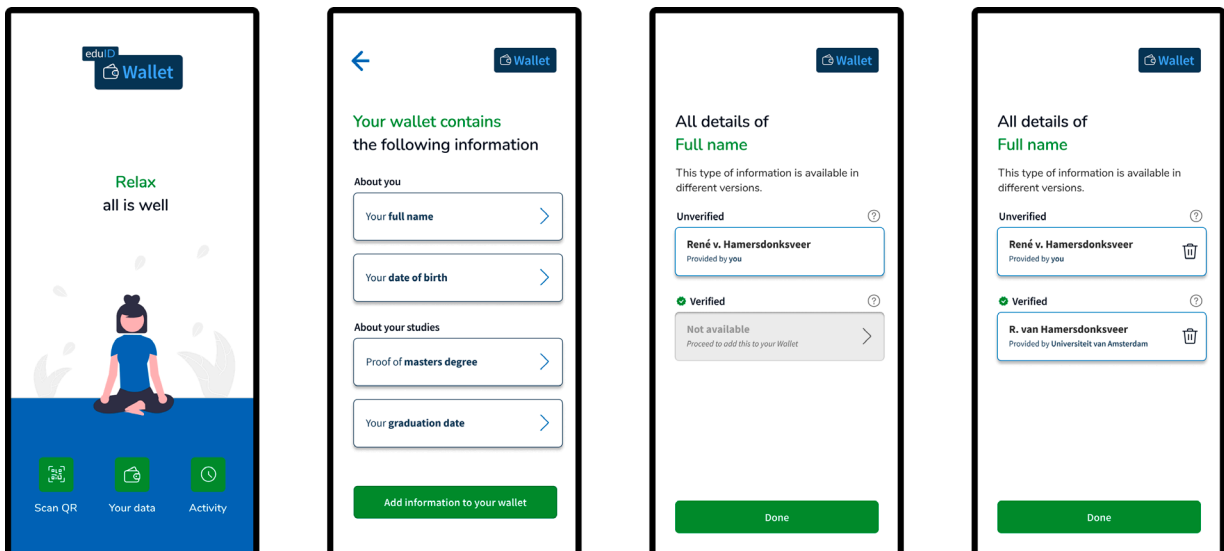 eduID
Wallet
Relax
all is well
Scan QR
Your data
Activity
Wallet
Your wallet contains
the following information
About you
Your full name
Your date of birth
About your studies
Proof of masters degree
Your graduation date
Add information to your wallet
Wallet
All details of
Full name
This type of information is available in
different versions.
Unverified
?
René v. Hamersdonksveer
Provided by you
Verified
?
Not available
Proceed to add this to your Wallet
Done
Wallet
All details of
Full name
This type of information is available in
different versions.
Unverified
?
René v. Hamersdonksveer
Provided by you
Verified
?
R. van Hamersdonksveer
Provided by Universiteit van Amsterdam
Done